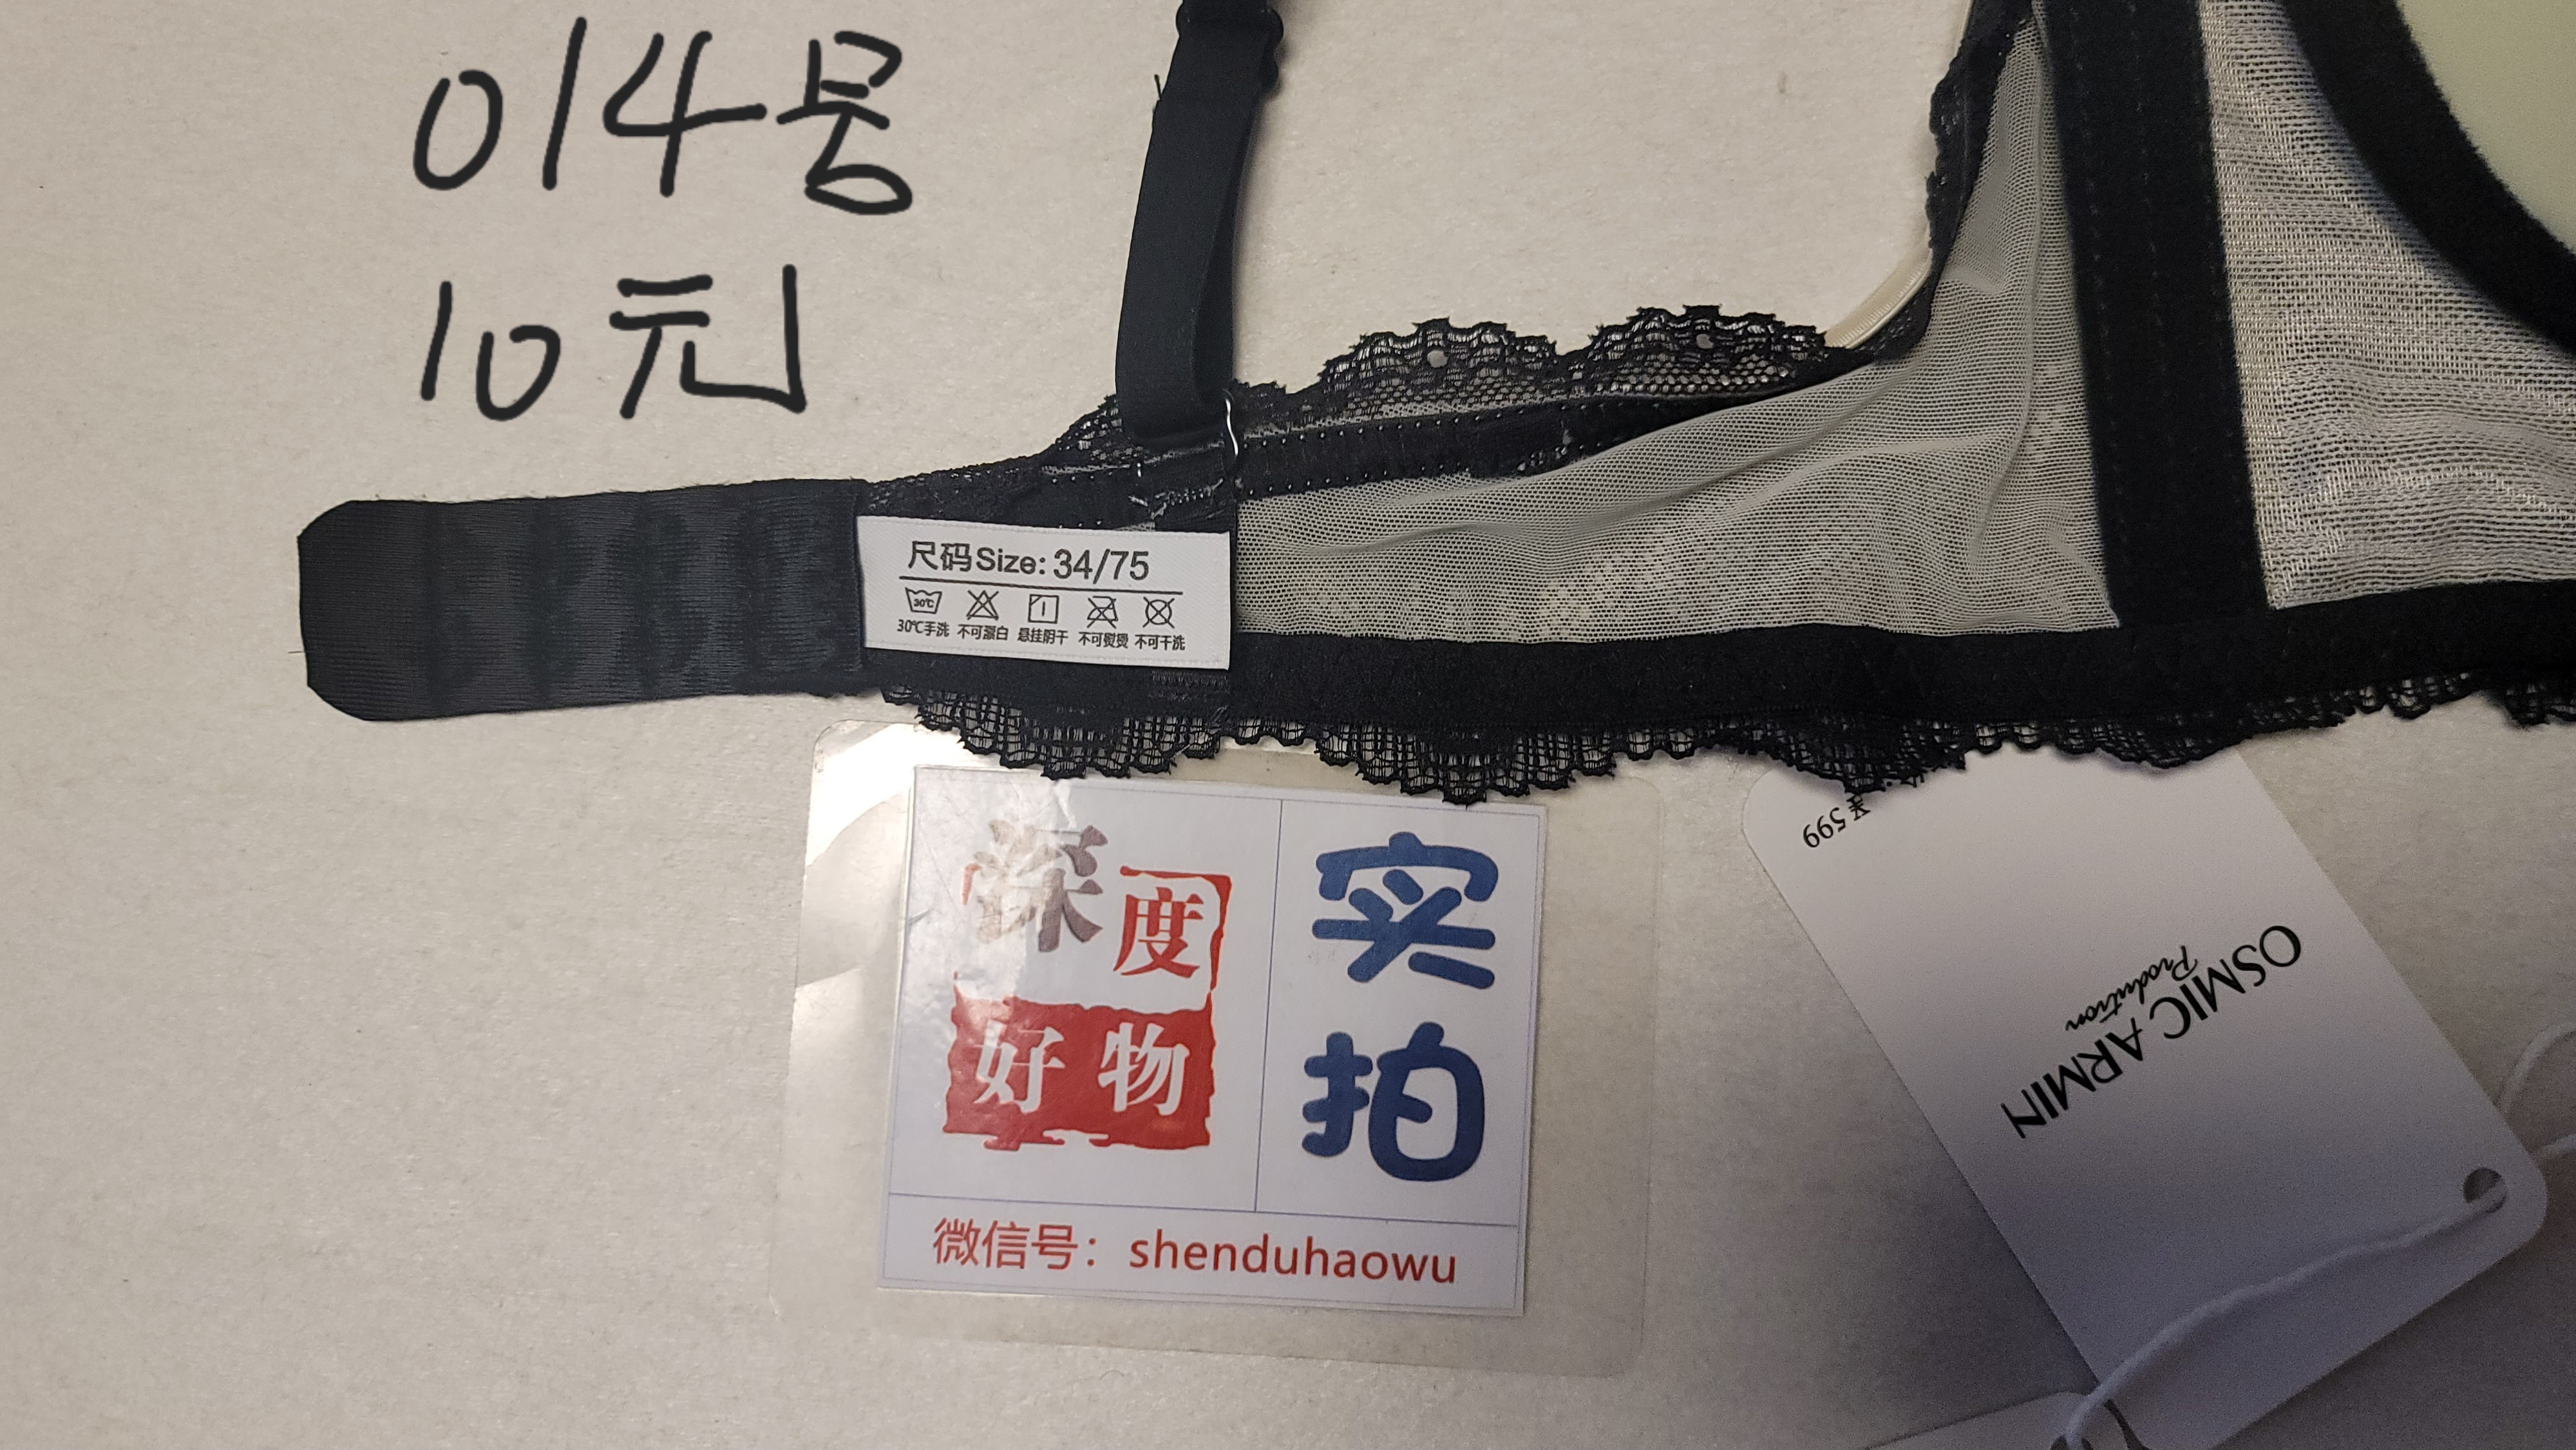 014号
10元
尺码Size: 34/75
30℃
30℃手洗 不可漂白 悬挂阴干 不可熨烫 不可干洗
深度
好物
实拍
微信号：shenduhaowu
¥599
OSMIC ARMIN
Prodution